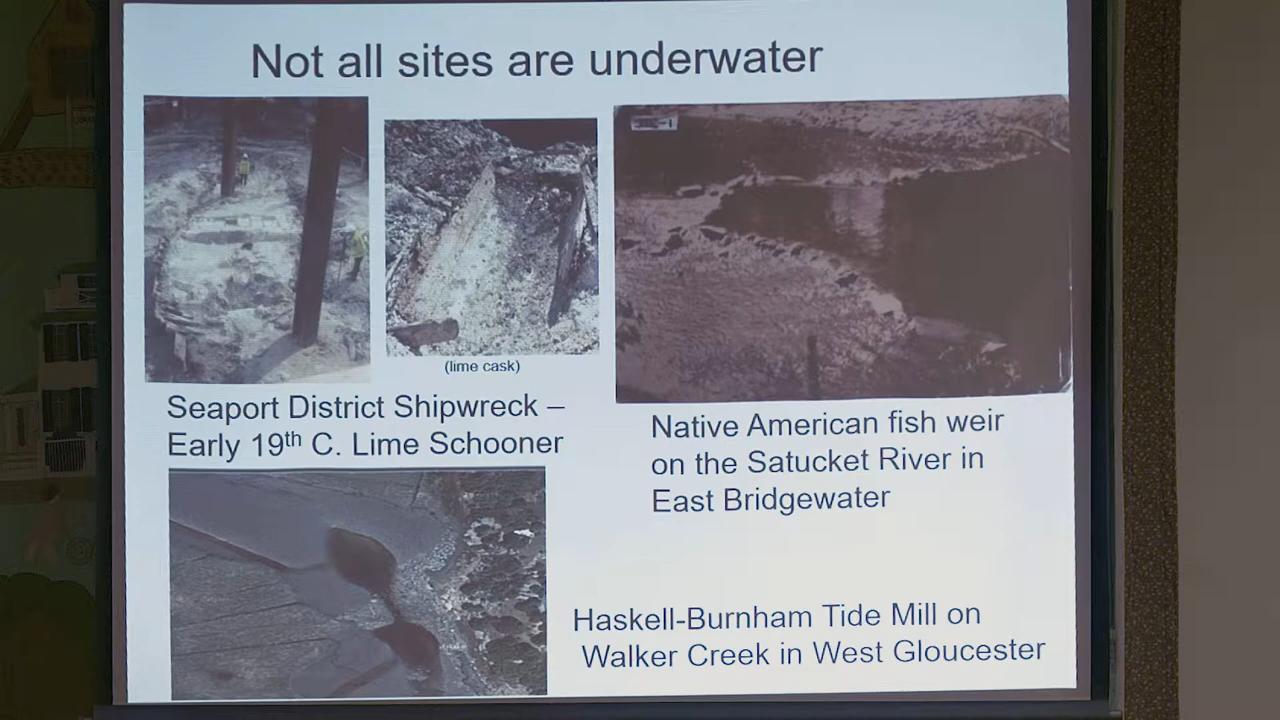 Not all sites are underwater
(lime cask)
Seaport District Shipwreck –
Early 19th C. Lime Schooner
Native American fish weir
on the Satucket River in
East Bridgewater
Haskell-Burnham Tide Mill on
Walker Creek in West Gloucester